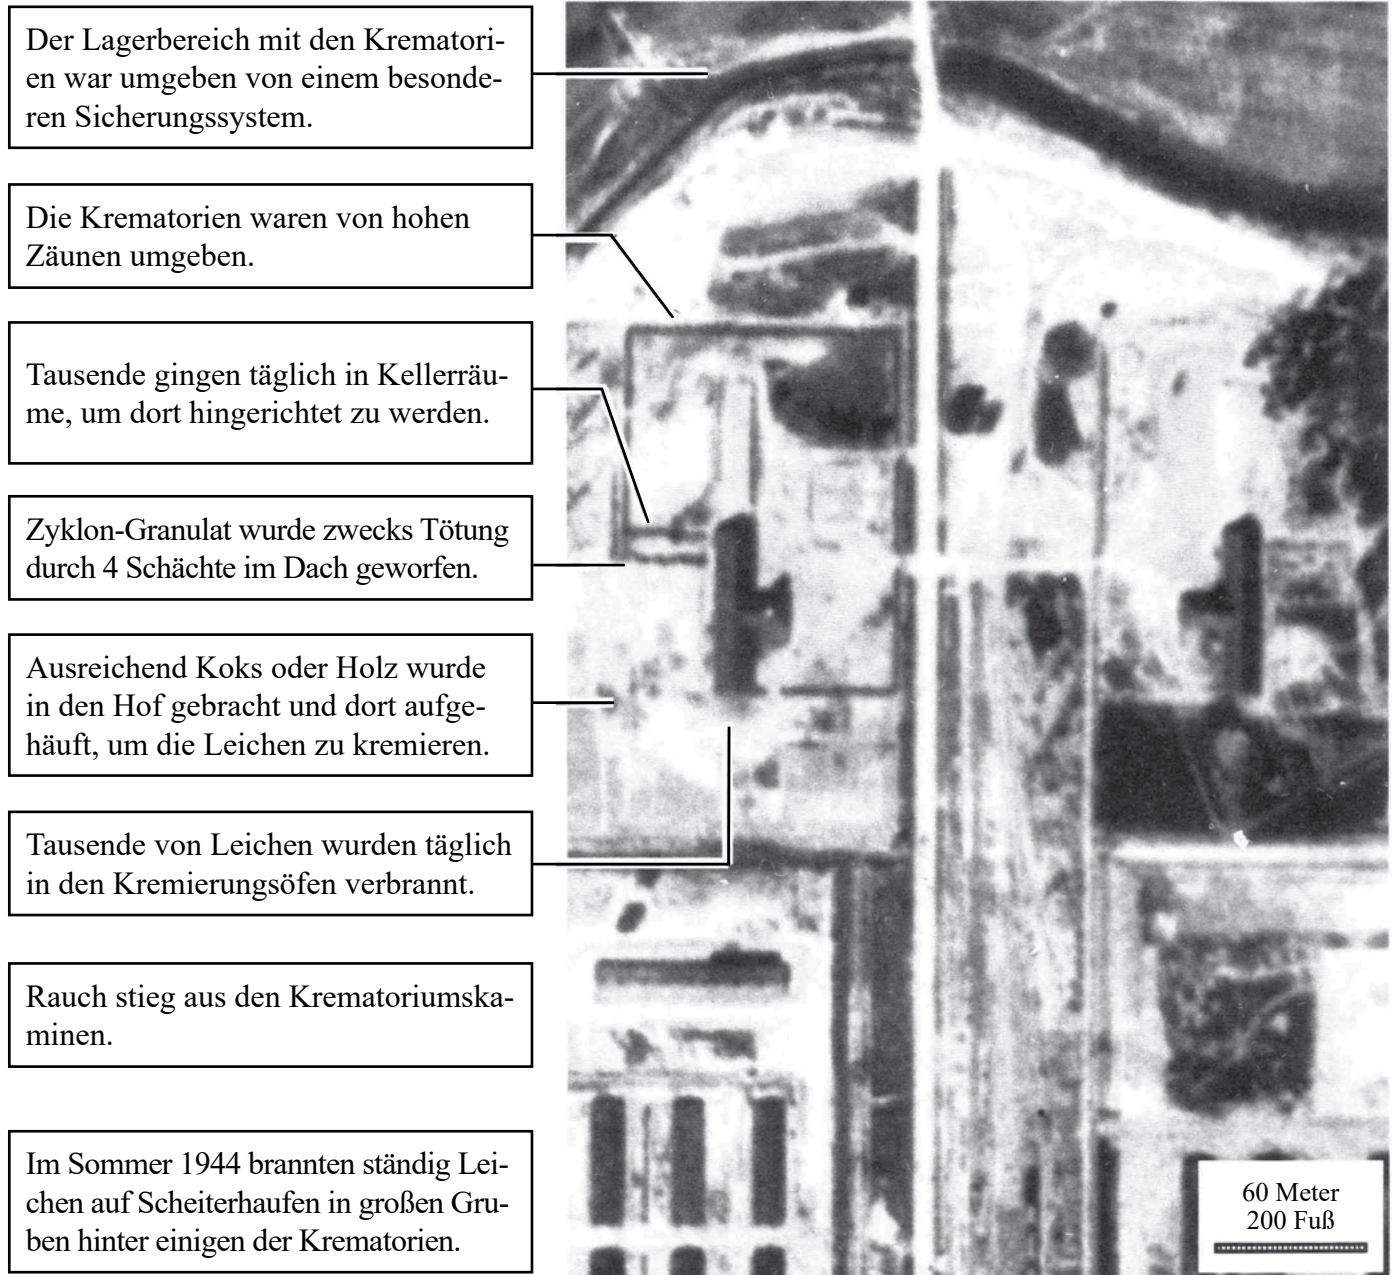 Der Lagerbereich mit den Krematori-
en war umgeben von einem besonde-
ren Sicherungssystem.
Die Krematorien waren von hohen
Zäunen umgeben.
Tausende gingen täglich in Kellerräu-
me, um dort hingerichtet zu werden.
Zyklon-Granulat wurde zwecks Tötung
durch 4 Schächte im Dach geworfen.
Ausreichend Koks oder Holz wurde
in den Hof gebracht und dort aufge-
häuft, um die Leichen zu kremieren.
Tausende von Leichen wurden täglich
in den Kremierungsöfen verbrannt.
Rauch stieg aus den Krematoriumska-
minen.
Im Sommer 1944 brannten ständig Lei-
chen auf Scheiterhaufen in großen Gru-
ben hinter einigen der Krematorien.
60 Meter
200 Fuß